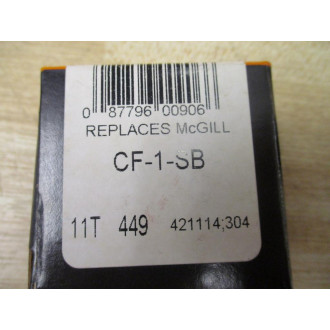 0 87796 00906
REPLACES McGILL
CF-1-SB
11T 449 421114;304